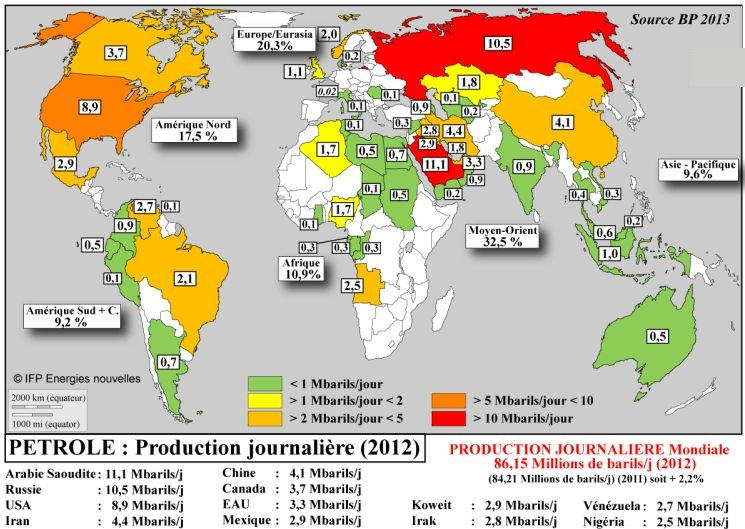 Source BP 2013
Europe/Eurasia
20,3%
2,0
0,2
10,5
3,7
1,1
0,02
1,8
0,1
0,1
0,1
0,2
8,9
0,9
4,1
Amérique Nord
17,5 %
0,1
0,1
0,3
2,8
4,4
2,9
1,7
0,5
0,7
2,9
1,8
11,1
3,3
0,9
Asie - Pacifique
9,6%
0,9
0,2
0,1
0,5
0,4
0,3
2,7
0,1
1,7
0,2
0,9
0,1
0,6
0,5
0,3
0,3
0,3
Moyen-Orient
32,5 %
1,0
Afrique
10,9%
0,1
2,1
2,5
Amérique Sud + C.
9,2 %
0,5
0,7
© IFP Energies nouvelles
2000 km (équateur)
1000 mi (equator)
< 1 Mbarils/jour
> 1 Mbarils/jour < 2
> 2 Mbarils/jour < 5
> 5 Mbarils/jour < 10
> 10 Mbarils/jour
PETROLE : Production journalière (2012)
PRODUCTION JOURNALIERE Mondiale
86,15 Millions de barils/j (2012)
(84,21 Millions de barils/j) (2011) soit + 2,2%
Arabie Saoudite : 11,1 Mbarils/j
Russie : 10,5 Mbarils/j
USA : 8,9 Mbarils/j
Iran : 4,4 Mbarils/j
Chine : 4,1 Mbarils/j
Canada : 3,7 Mbarils/j
EAU : 3,3 Mbarils/j
Mexique : 2,9 Mbarils/j
Koweit : 2,9 Mbarils/j
Irak : 2,8 Mbarils/j
Vénézuela : 2,7 Mbarils/j
Nigéria : 2,5 Mbarils/j